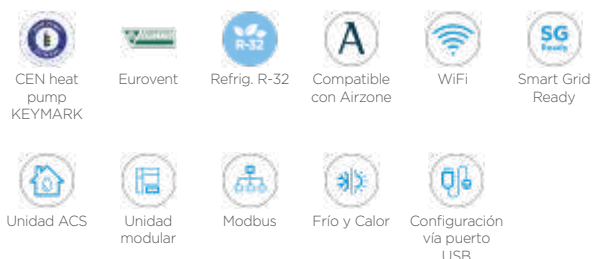 R-32
A
SG
Ready
CEN heat
pump
KEYMARK
Eurovent
Refrig. R-32
Compatible
con Airzone
WiFi
Smart Grid
Ready
Unidad ACS
Unidad
modular
Modbus
Frío y Calor
Configuración
vía puerto
USB